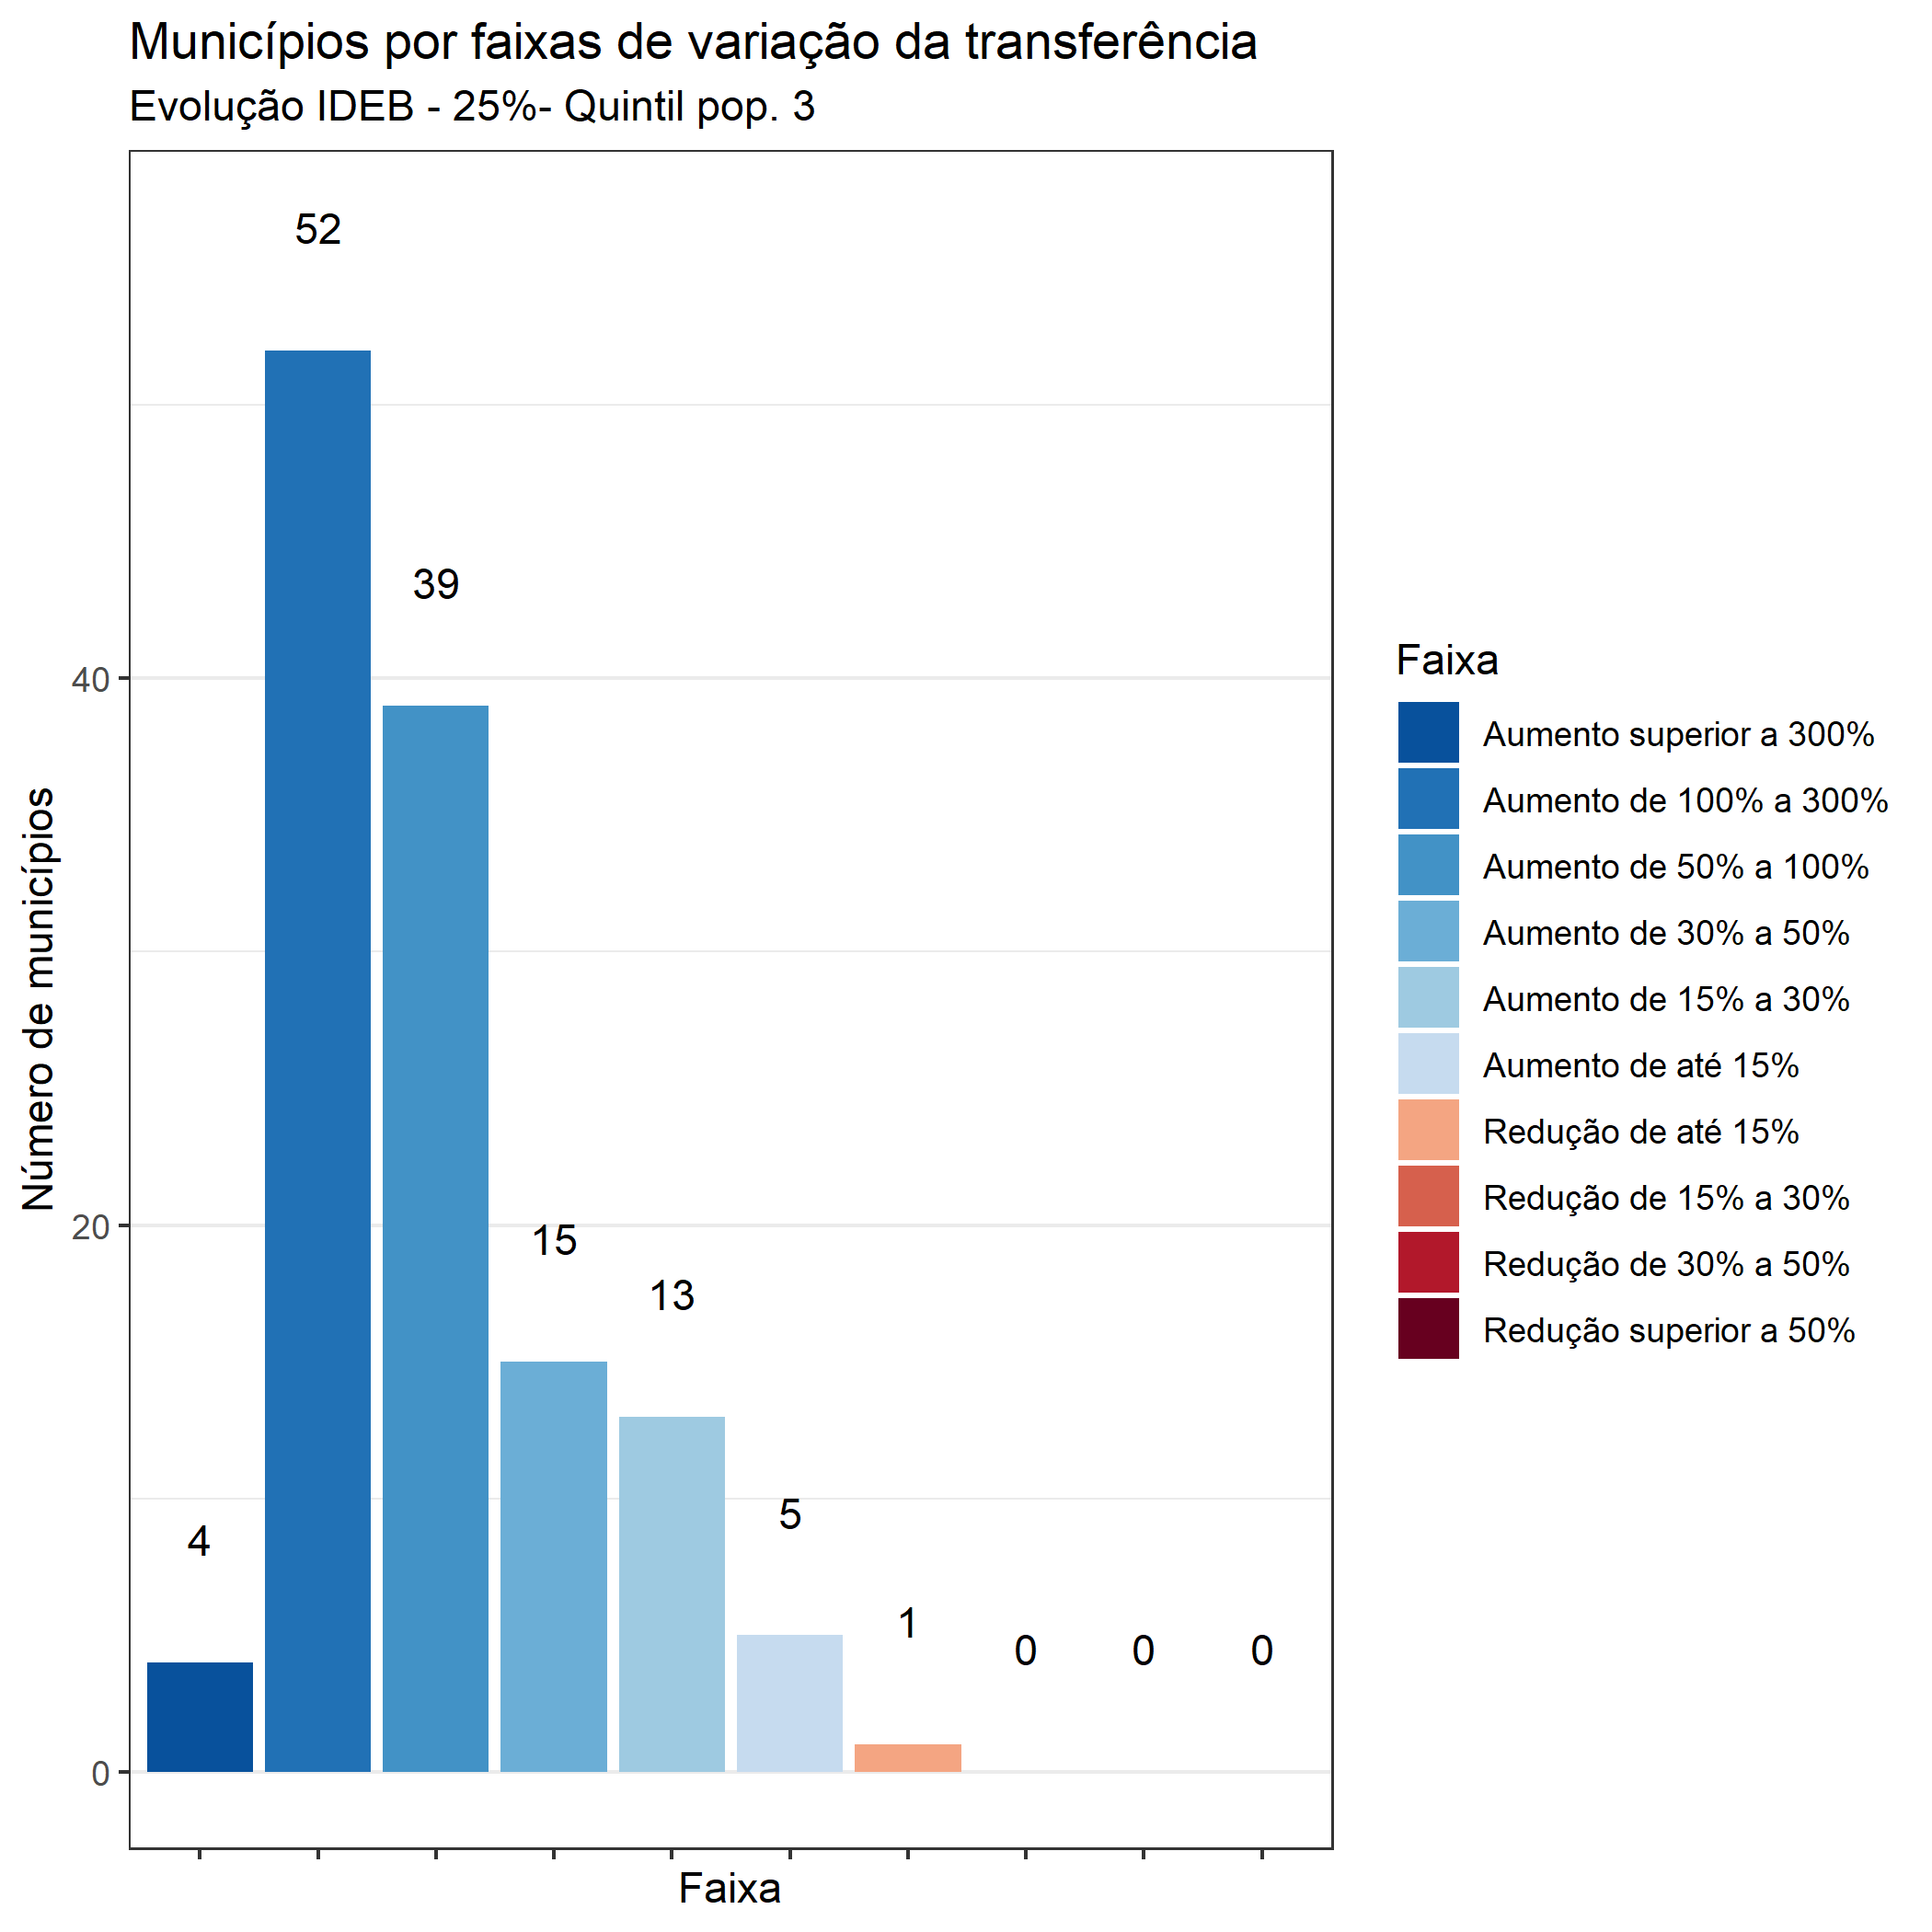 Municípios por faixas de variação da transferência
Evolução IDEB - 25%- Quintil pop. 3
52
39
15
13
5
4
1
0
0
0
40
20
0
Número de municípios
Faixa
Faixa
Aumento superior a 300%
Aumento de 100% a 300%
Aumento de 50% a 100%
Aumento de 30% a 50%
Aumento de 15% a 30%
Aumento de até 15%
Redução de até 15%
Redução de 15% a 30%
Redução de 30% a 50%
Redução superior a 50%